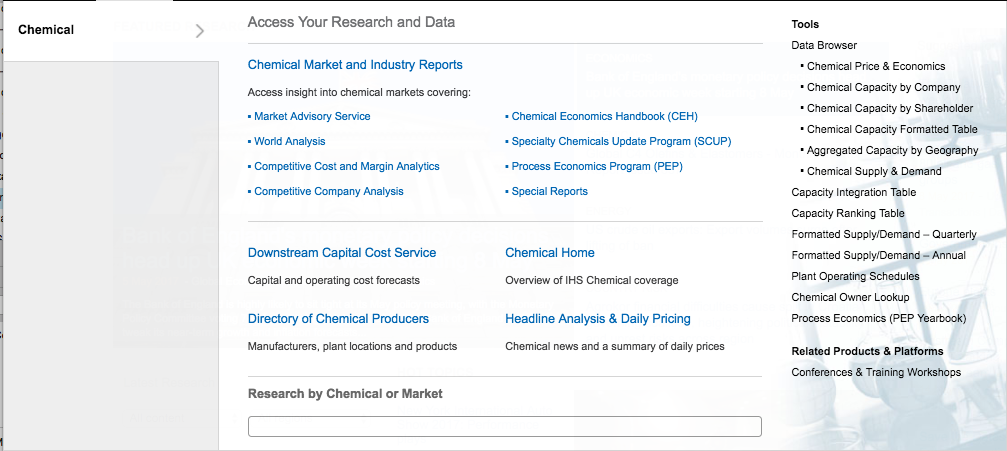 Chemical
Access Your Research and Data
Chemical Market and Industry Reports
Access insight into chemical markets covering:
▪ Market Advisory Service
▪ World Analysis
▪ Competitive Cost and Margin Analytics
▪ Competitive Company Analysis
▪ Chemical Economics Handbook (CEH)
▪ Specialty Chemicals Update Program (SCUP)
▪ Process Economics Program (PEP)
▪ Special Reports
Downstream Capital Cost Service
Capital and operating cost forecasts
Chemical Home
Overview of IHS Chemical coverage
Directory of Chemical Producers
Manufacturers, plant locations and products
Headline Analysis & Daily Pricing
Chemical news and a summary of daily prices
Research by Chemical or Market
Tools
Data Browser
▪ Chemical Price & Economics
▪ Chemical Capacity by Company
▪ Chemical Capacity by Shareholder
▪ Chemical Capacity Formatted Table
▪ Aggregated Capacity by Geography
▪ Chemical Supply & Demand
Capacity Integration Table
Capacity Ranking Table
Formatted Supply/Demand – Quarterly
Formatted Supply/Demand – Annual
Plant Operating Schedules
Chemical Owner Lookup
Process Economics (PEP Yearbook)
Related Products & Platforms
Conferences & Training Workshops